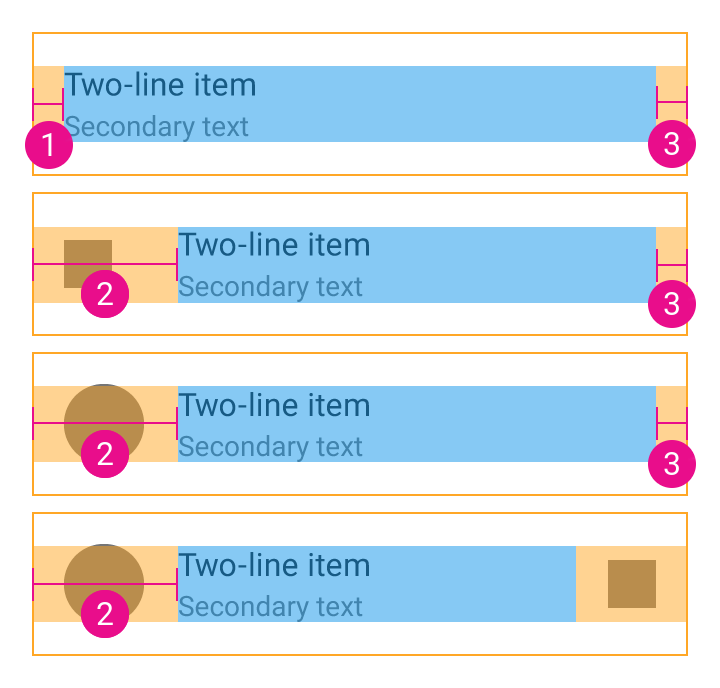 Two-line item
Secondary text
1
3
Two-line item
Secondary text
2
3
Two-line item
Secondary text
2
3
Two-line item
Secondary text
2